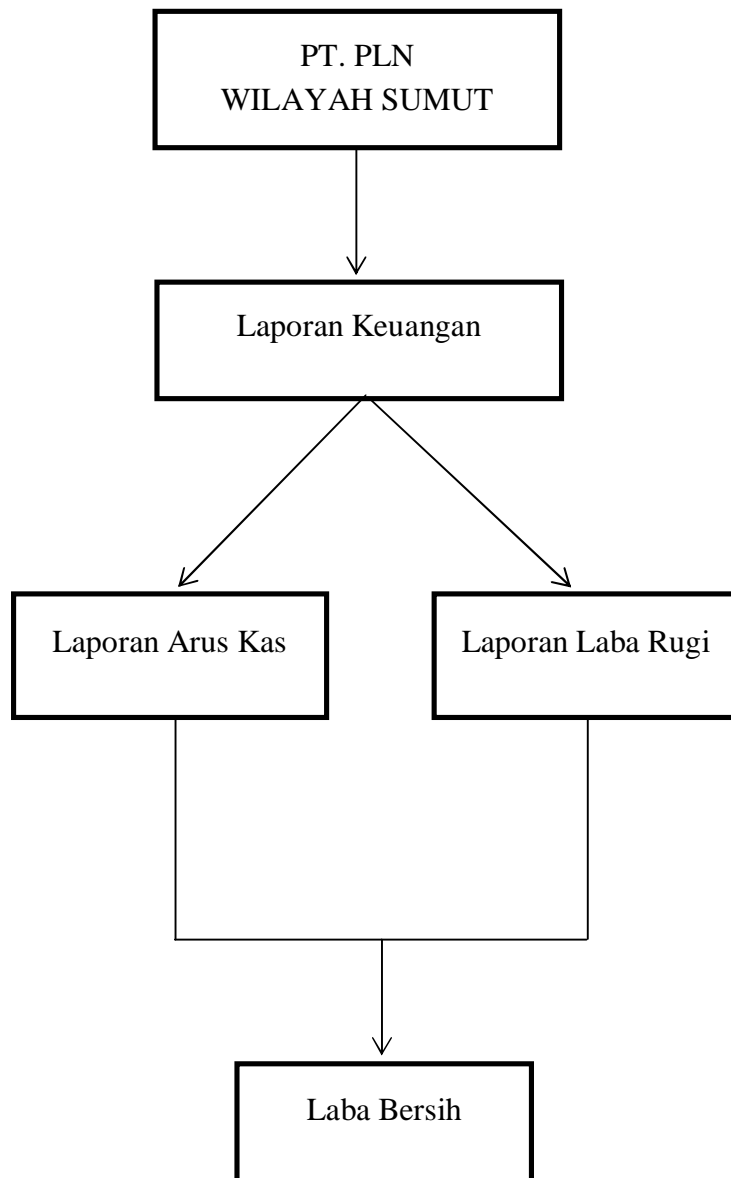 PT. PLN
WILAYAH SUMUT
Laporan Keuangan
Laporan Arus Kas
Laporan Laba Rugi
Laba Bersih